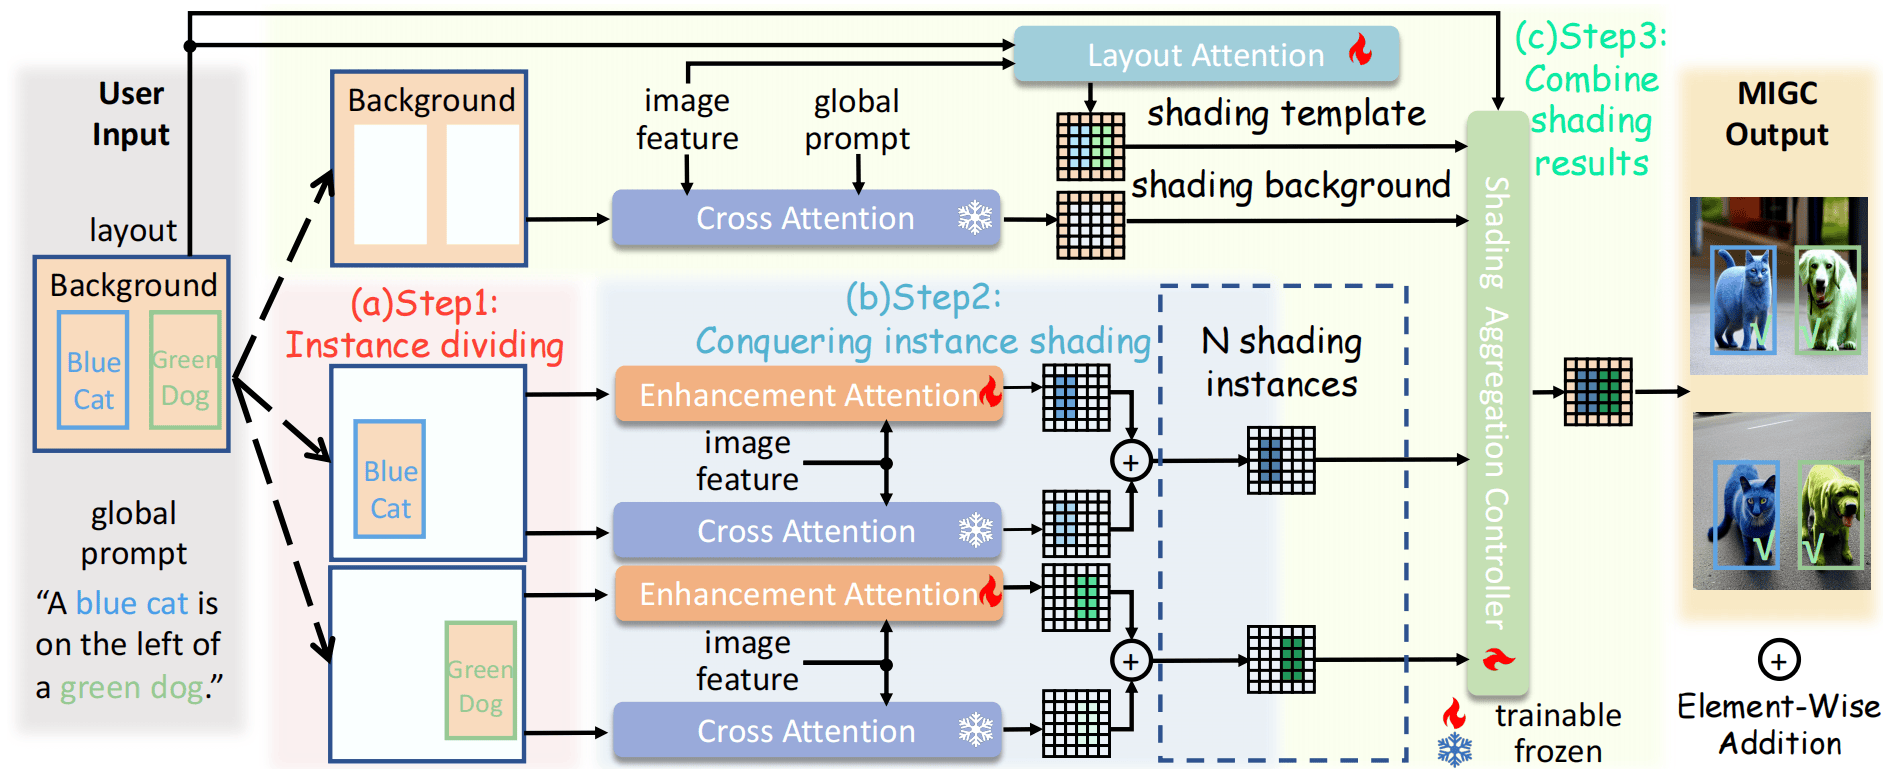 User
Input
layout
Background
Blue
Cat
Green
Dog
global
prompt
“A blue cat is
on the left of
a green dog.”
Background
image
feature
global
prompt
Layout Attention
Cross Attention
shading template
shading background
(a)Step1:
Instance dividing
Blue
Cat
Green
Dog
(b)Step2:
Conquering instance shading
Enhancement Attention
image
feature
Cross Attention
Enhancement Attention
image
feature
Cross Attention
N shading
instances
(c)Step3:
Combine
shading
results
Shading Aggregation Controller
MIGC
Output
trainable
frozen
Element-Wise
Addition